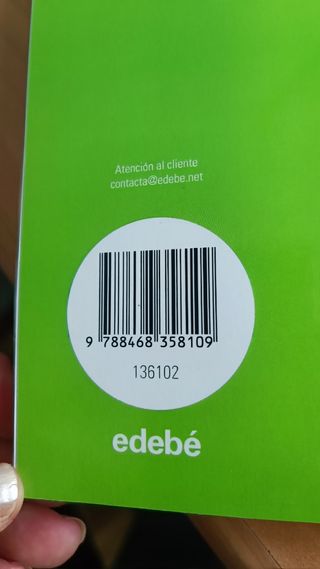 Atención al cliente
contacta@edebe.net
9 788468 358109
136102
edebé